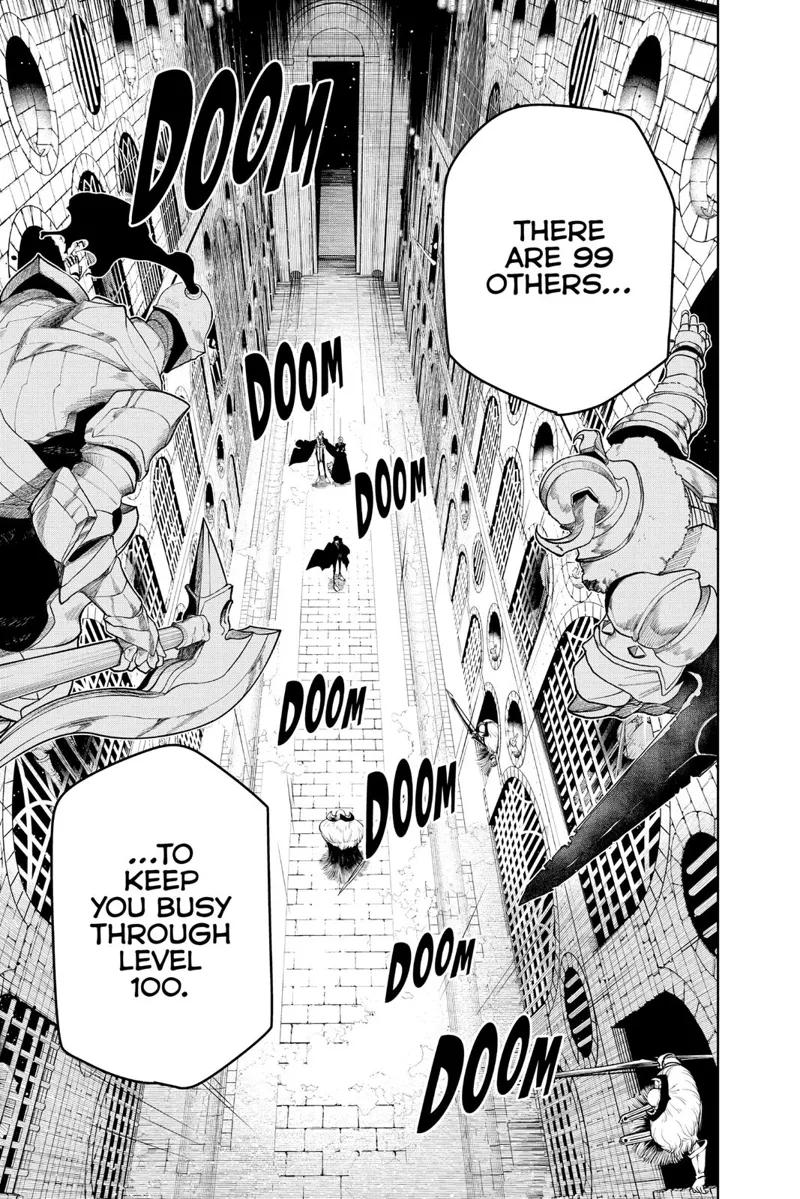 THERE
ARE 99
OTHERS...
DOOM
DOOM
DOOM
DOOM
DOOM
...TO
KEEP
YOU BUSY
THROUGH
LEVEL
100.
DOOM
DOOM